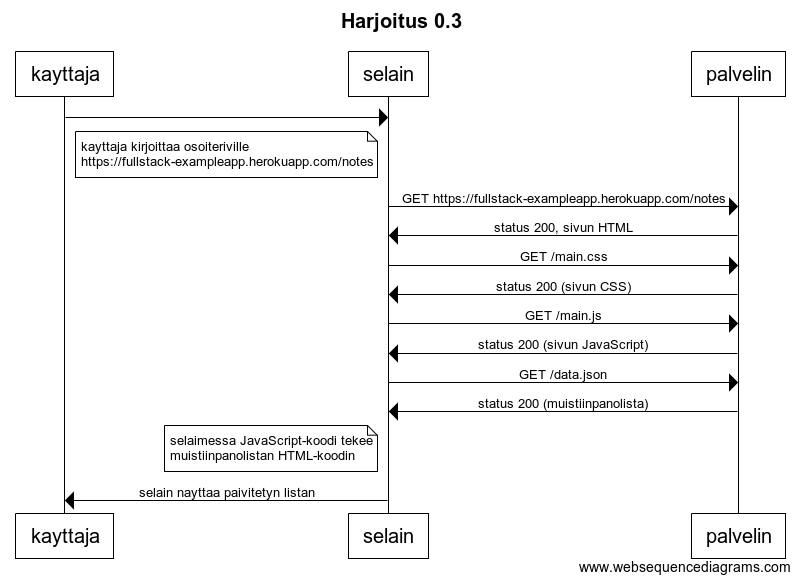 Harjoitus 0.3
kayttaja
selain
palvelin
kayttaja kirjoittaa osoiteriville
https://fullstack-exampleapp.herokuapp.com/notes
GET https://fullstack-exampleapp.herokuapp.com/notes
status 200, sivun HTML
GET /main.css
status 200 (sivun CSS)
GET /main.js
status 200 (sivun JavaScript)
GET /data.json
status 200 (muistiinpanolista)
selaimessa JavaScript-koodi tekee
muistiinpanolistan HTML-koodin
selain nayttaa paivitetyn listan
kayttaja
selain
palvelin
www.websequencediagrams.com